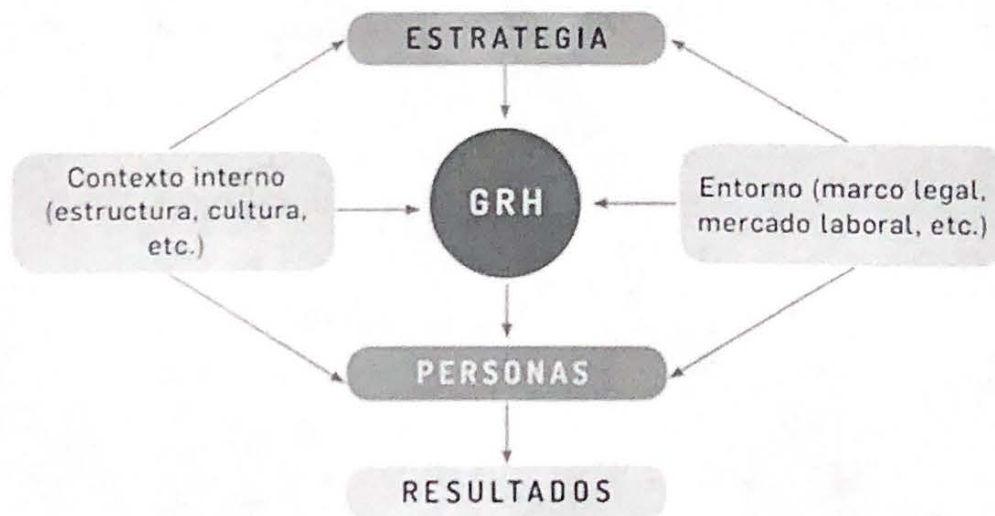 ESTRATEGIA
Contexto interno
(estructura, cultura,
etc.)
GRH
Entorno (marco legal,
mercado laboral, etc.)
PERSONAS
RESULTADOS